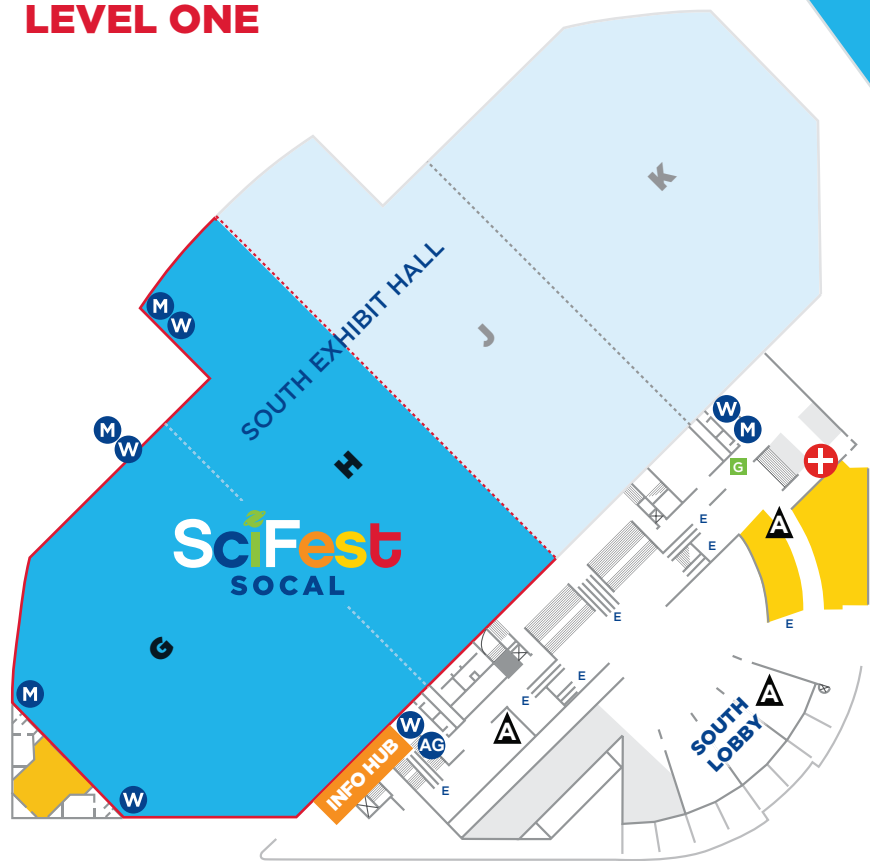 LEVEL ONE
K
SOUTH EXHIBIT HALL
J
M
W
M
W
H
W
M
G
A
E
E
SciFest
SOCAL
E
E
G
E
E
M
A
SOUTH
LOBBY
W
AG
A
INFO HUB
E
W